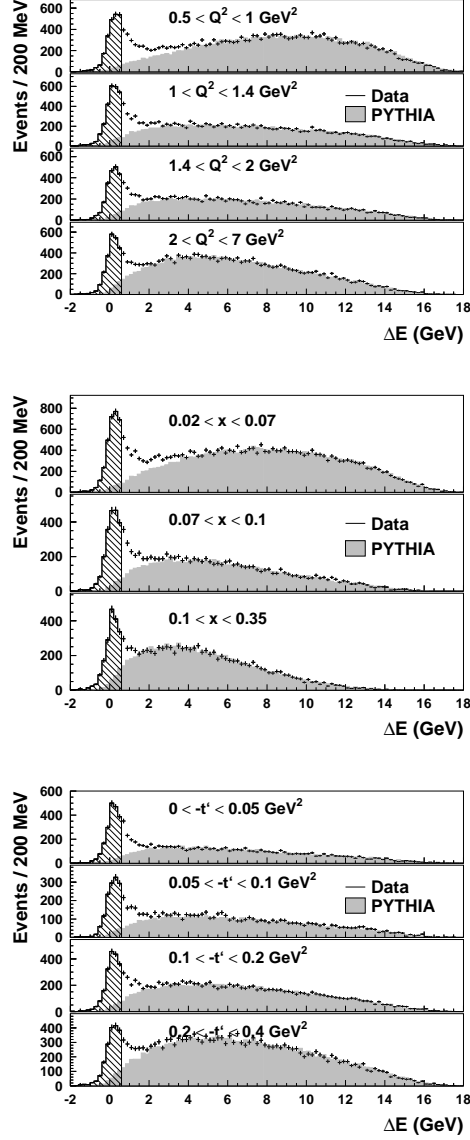 Events / 200 MeV
0.5 < Q² < 1 GeV²
500
250
0
1 < Q² < 1.4 GeV²
600
400
200
0
Data
PYTHIA
1.4 < Q² < 2 GeV²
600
400
200
0
2 < Q² < 7 GeV²
600
400
200
0
-2 0 2 4 6 8 10 12 14 16 18
ΔE (GeV)
Events / 200 MeV
0.02 < x < 0.07
800
600
400
200
0
0.07 < x < 0.1
400
200
0
Data
PYTHIA
0.1 < x < 0.35
400
200
0
-2 0 2 4 6 8 10 12 14 16 18
ΔE (GeV)
Events / 200 MeV
0 < -t‘ < 0.05 GeV²
600
400
200
0
0.05 < -t‘ < 0.1 GeV²
300
200
100
0
Data
PYTHIA
0.1 < -t‘ < 0.2 GeV²
400
200
0
0.2 < -t‘ < 0.4 GeV²
400
300
200
100
0
-2 0 2 4 6 8 10 12 14 16 18
ΔE (GeV)